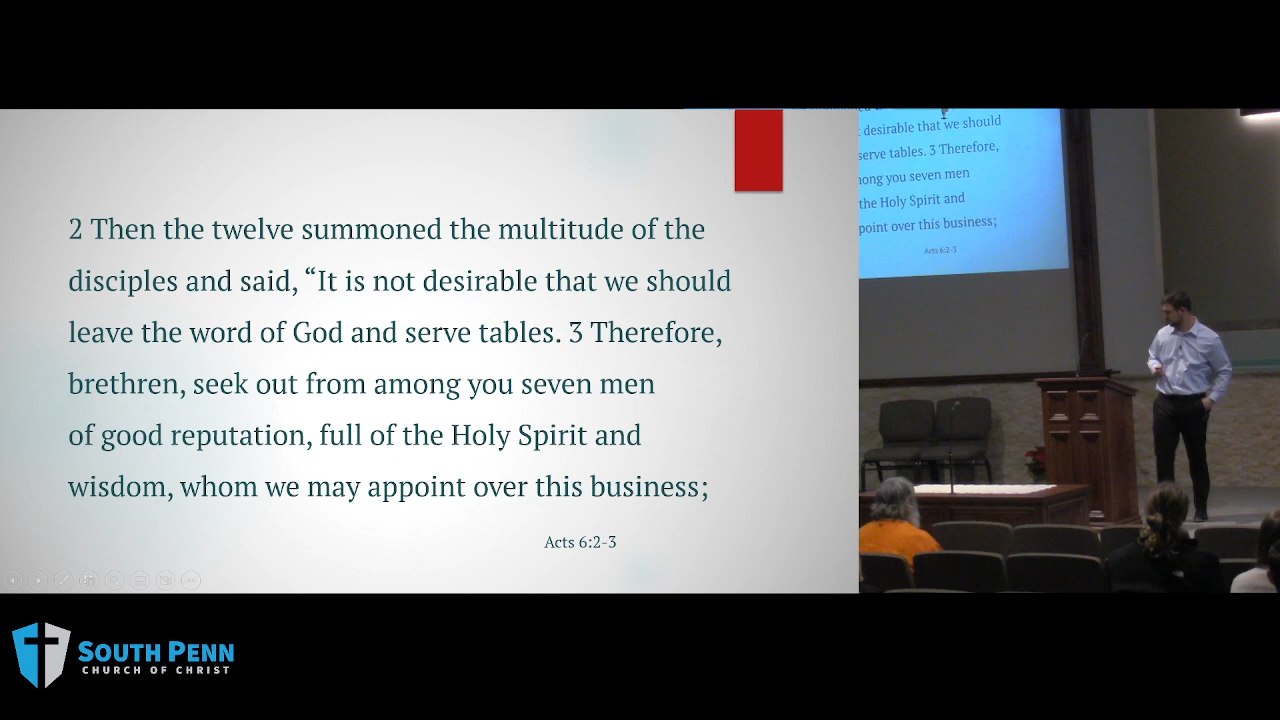 2 Then the twelve summoned the multitude of the
disciples and said, “It is not desirable that we should
leave the word of God and serve tables. 3 Therefore,
brethren, seek out from among you seven men
of good reputation, full of the Holy Spirit and
wisdom, whom we may appoint over this business;
Acts 6:2-3
desirable that we should
serve tables. 3 Therefore,
ong you seven men
the Holy Spirit and
point over this business;
Acts 6:2-3
SOUTH PENN
CHURCH OF CHRIST